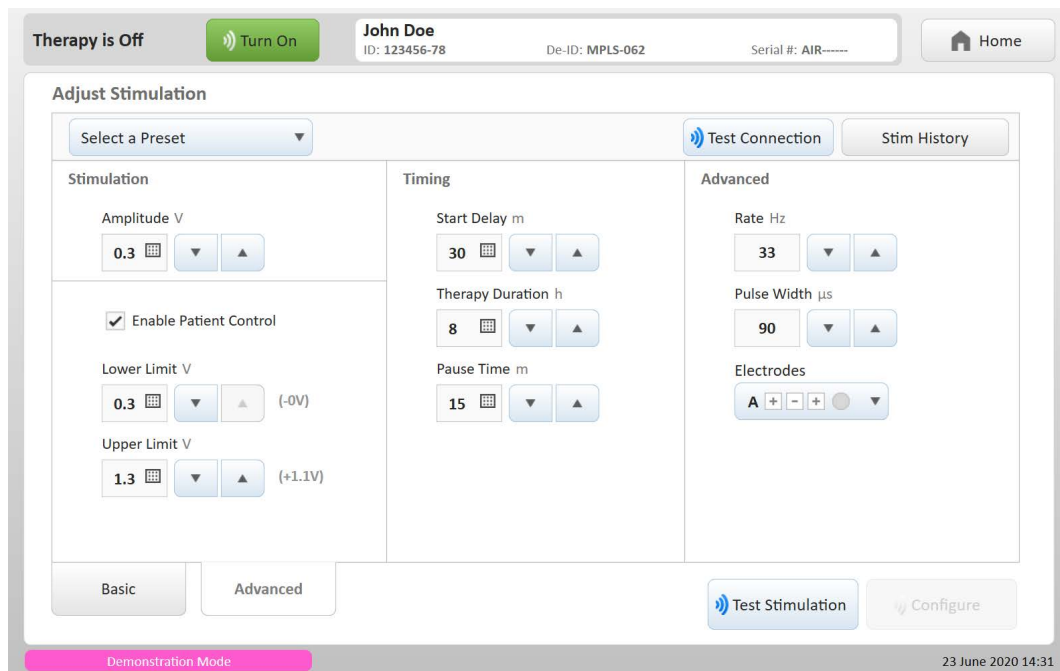 Therapy is Off
Turn On
John Doe
ID: 123456-78 De-ID: MPLS-062 Serial #: AIR------
Home
Adjust Stimulation
Select a Preset
Test Connection
Stim History
Stimulation
Amplitude V
0.3
Enable Patient Control
Lower Limit V
0.3 (-0V)
Upper Limit V
1.3 (+1.1V)
Timing
Start Delay m
30
Therapy Duration h
8
Pause Time m
15
Advanced
Rate Hz
33
Pulse Width µs
90
Electrodes
A + - +
Basic
Advanced
Test Stimulation
Configure
Demonstration Mode
23 June 2020 14:31